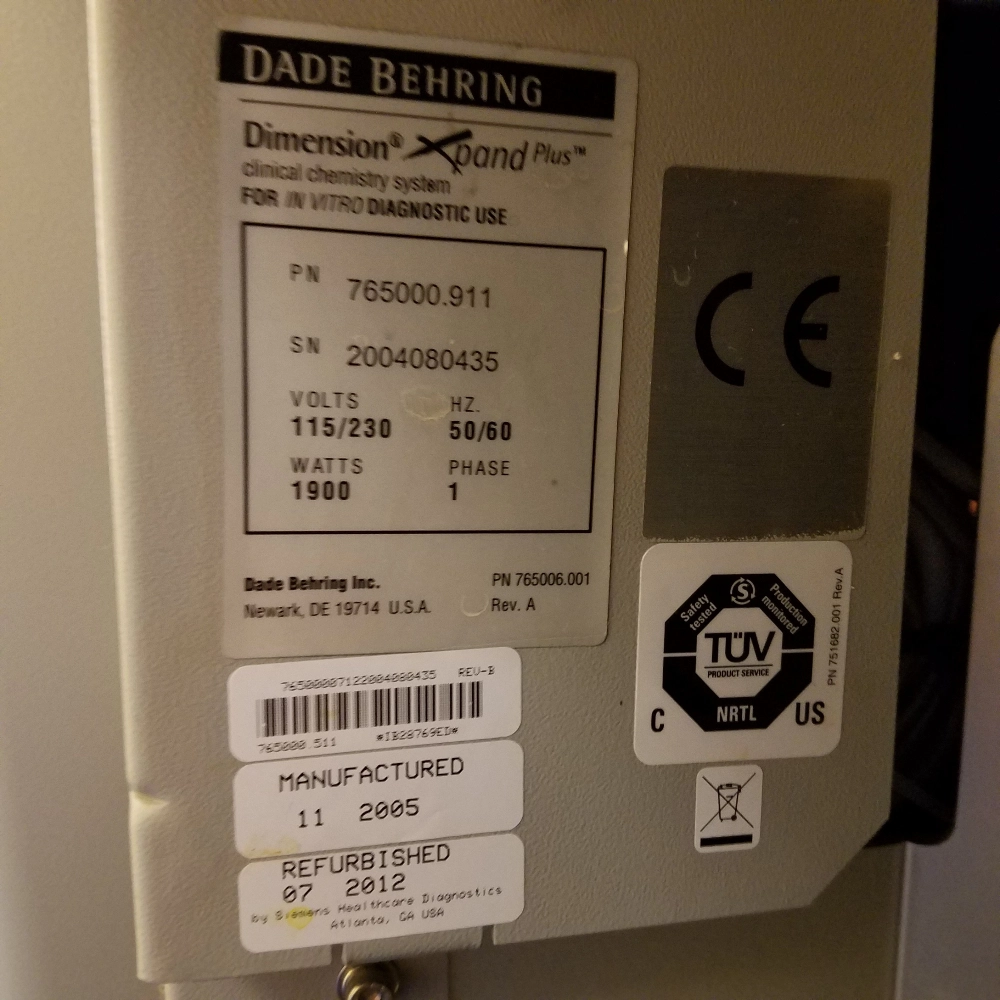 DADE BEHRING
Dimension® Xpand Plus™
clinical chemistry system
FOR IN VITRO DIAGNOSTIC USE
PN 765000.911
SN 2004080435
VOLTS HZ.
115/230 50/60
WATTS PHASE
1900 1
Dade Behring Inc. PN 765006.001
Newark, DE 19714 U.S.A. Rev. A
CE
Safety tested
S
Production monitored
TÜV
PRODUCT SERVICE
NRTL
C US
PN 751682.001 Rev.A
REV-B
765000.511 *IB28769ED*
MANUFACTURED
11 2005
REFURBISHED
07 2012
by Siemens Healthcare Diagnostics
Atlanta, GA USA